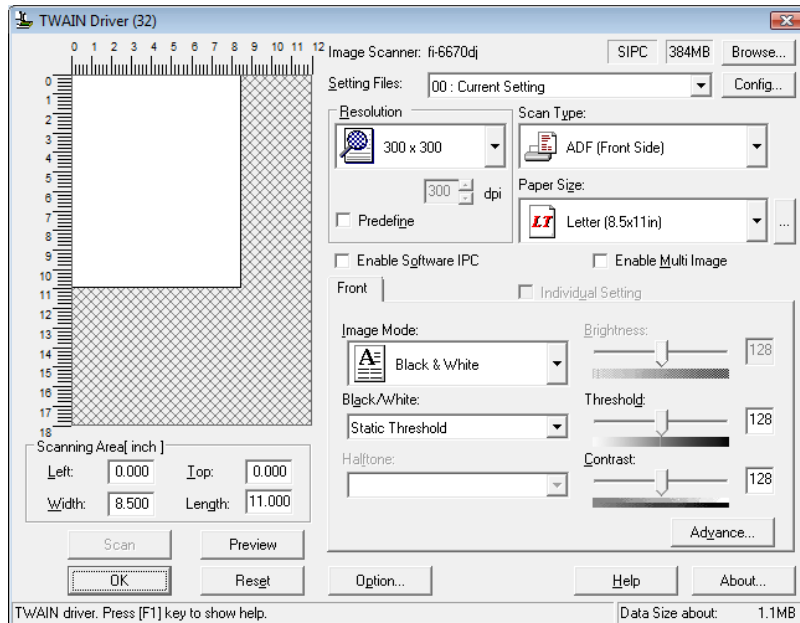 TWAIN Driver (32)
0 1 2 3 4 5 6 7 8 9 10 11 12
Image Scanner: fi-6670dj
SIPC
384MB
Browse...
Setting Files:
00 : Current Setting
Config...
0
1
2
3
4
5
6
7
8
9
10
11
12
13
14
15
16
17
18
Resolution
300 x 300
300 dpi
Predefine
Scan Type:
ADF (Front Side)
Paper Size:
LT Letter (8.5x11in)
...
Enable Software IPC
Enable Multi Image
Front
Individual Setting
Image Mode:
A Black & White
Black/White:
Static Threshold
Halftone:
Brightness:
128
Threshold:
128
Contrast:
128
Advance...
Scanning Area[ inch ]
Left: 0.000 Top: 0.000
Width: 8.500 Length: 11.000
Scan
Preview
OK
Reset
Option...
Help
About...
TWAIN driver. Press [F1] key to show help.
Data Size about: 1.1MB